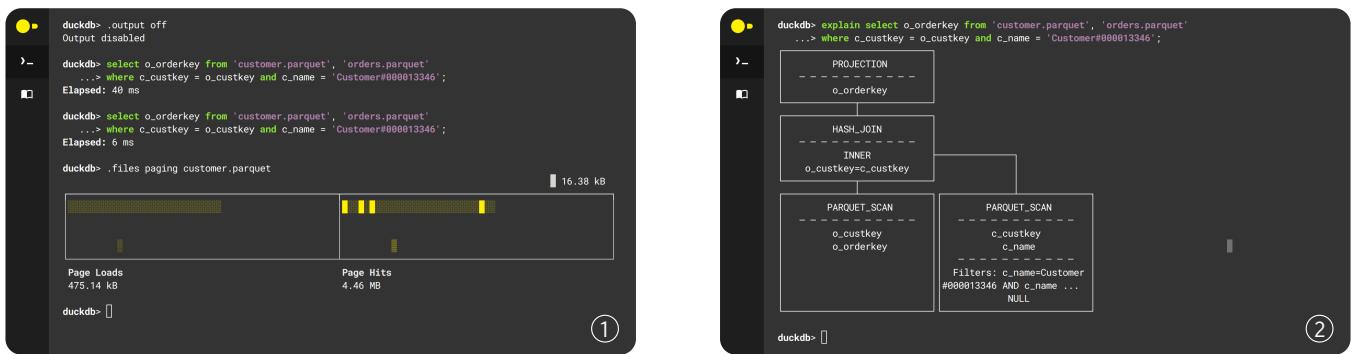 duckdb> .output off
Output disabled
duckdb> select o_orderkey from 'customer.parquet', 'orders.parquet'
...> where c_custkey = o_custkey and c_name = 'Customer#000013346';
Elapsed: 40 ms
duckdb> select o_orderkey from 'customer.parquet', 'orders.parquet'
...> where c_custkey = o_custkey and c_name = 'Customer#000013346';
Elapsed: 6 ms
duckdb> .files paging customer.parquet
16.38 kB
Page Loads
475.14 kB
Page Hits
4.46 MB
duckdb>
1
duckdb> explain select o_orderkey from 'customer.parquet', 'orders.parquet'
...> where c_custkey = o_custkey and c_name = 'Customer#000013346';
PROJECTION
o_orderkey
HASH_JOIN
INNER
o_custkey=c_custkey
PARQUET_SCAN
o_custkey
o_orderkey
PARQUET_SCAN
c_custkey
c_name
Filters: c_name=Customer
#000013346 AND c_name ...
NULL
duckdb>
2